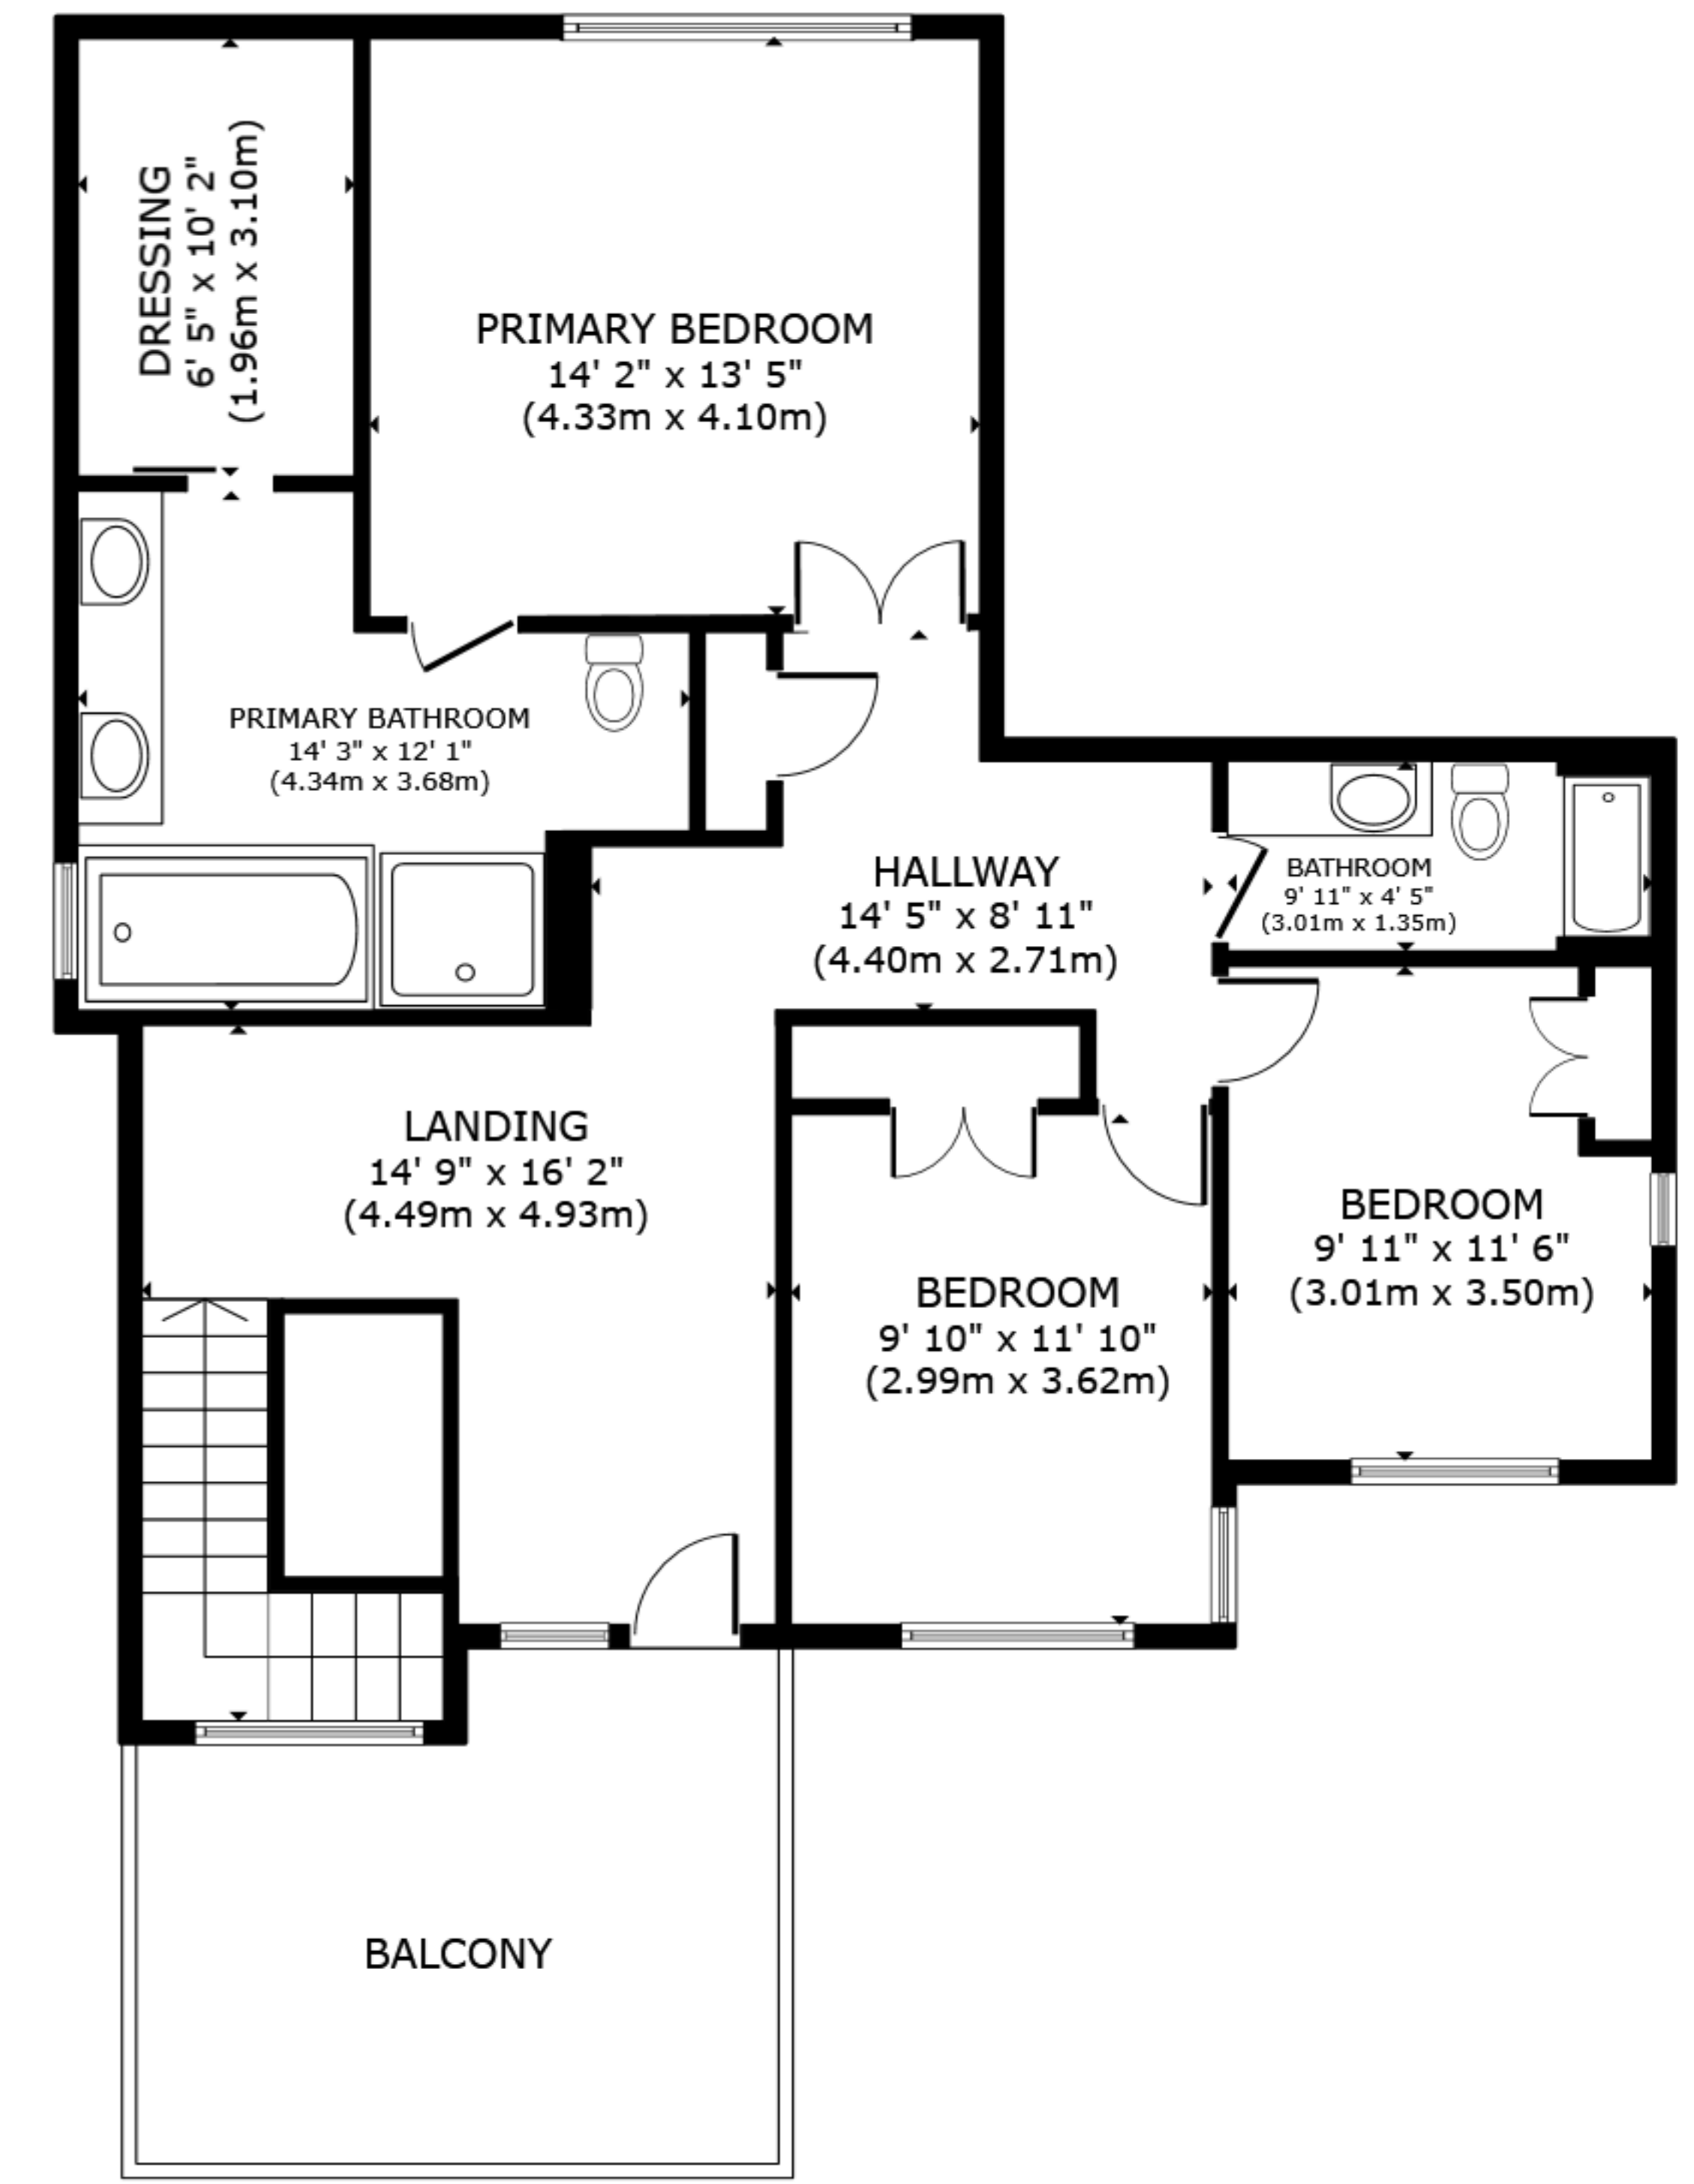 DRESSING
6' 5" x 10' 2"
(1.96m x 3.10m)
PRIMARY BEDROOM
14' 2" x 13' 5"
(4.33m x 4.10m)
PRIMARY BATHROOM
14' 3" x 12' 1"
(4.34m x 3.68m)
HALLWAY
14' 5" x 8' 11"
(4.40m x 2.71m)
BATHROOM
9' 11" x 4' 5"
(3.01m x 1.35m)
LANDING
14' 9" x 16' 2"
(4.49m x 4.93m)
BEDROOM
9' 10" x 11' 10"
(2.99m x 3.62m)
BEDROOM
9' 11" x 11' 6"
(3.01m x 3.50m)
BALCONY